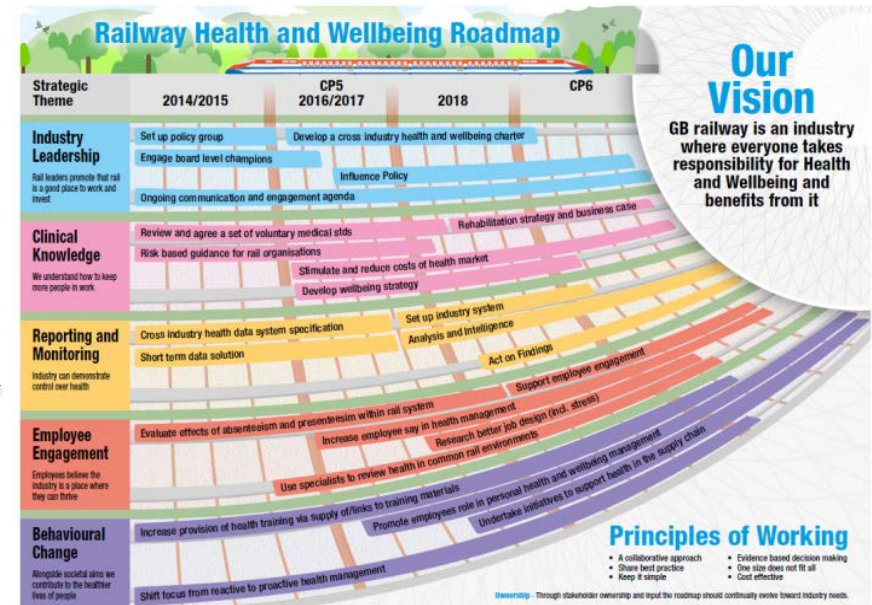 Railway Health and Wellbeing Roadmap
Our
Vision
GB railway is an industry
where everyone takes
responsibility for Health
and Wellbeing and
benefits from it
Strategic
Theme
2014/2015
CP5
2016/2017
2018
CP6
Industry
Leadership
Rail leaders promote that rail
is a good place to work and
invest
Set up policy group
Develop a cross industry health and wellbeing charter
Engage board level champions
Influence Policy
Ongoing communication and engagement agenda
Clinical
Knowledge
We understand how to keep
more people in work
Review and agree a set of voluntary medical stds
Rehabilitation strategy and business case
Risk based guidance for rail organisations
Stimulate and reduce costs of health market
Develop wellbeing strategy
Reporting and
Monitoring
Industry can demonstrate
control over health
Cross industry health data system specification
Set up industry system
Short term data solution
Analysis and Intelligence
Act on Findings
Employee
Engagement
Employees believe the
industry is a place where
they can thrive
Evaluate effects of absenteeism and presenteesim within rail system
Support employee engagement
Increase employee say in health management
Research better job design (incl. stress)
Use specialists to review health in common rail environments
Behavioural
Change
Alongside societal aims we
contribute to the healthier
lives of people
Increase provision of health training via supply of/links to training materials
Promote employees role in personal health and wellbeing management
Undertake initiatives to support health in the supply chain
Shift focus from reactive to proactive health management
Principles of Working
• A collaborative approach
• Share best practice
• Keep it simple
• Evidence based decision making
• One size does not fit all
• Cost effective
Ownership - Through stakeholder ownership and input the roadmap should continually evolve toward industry needs.